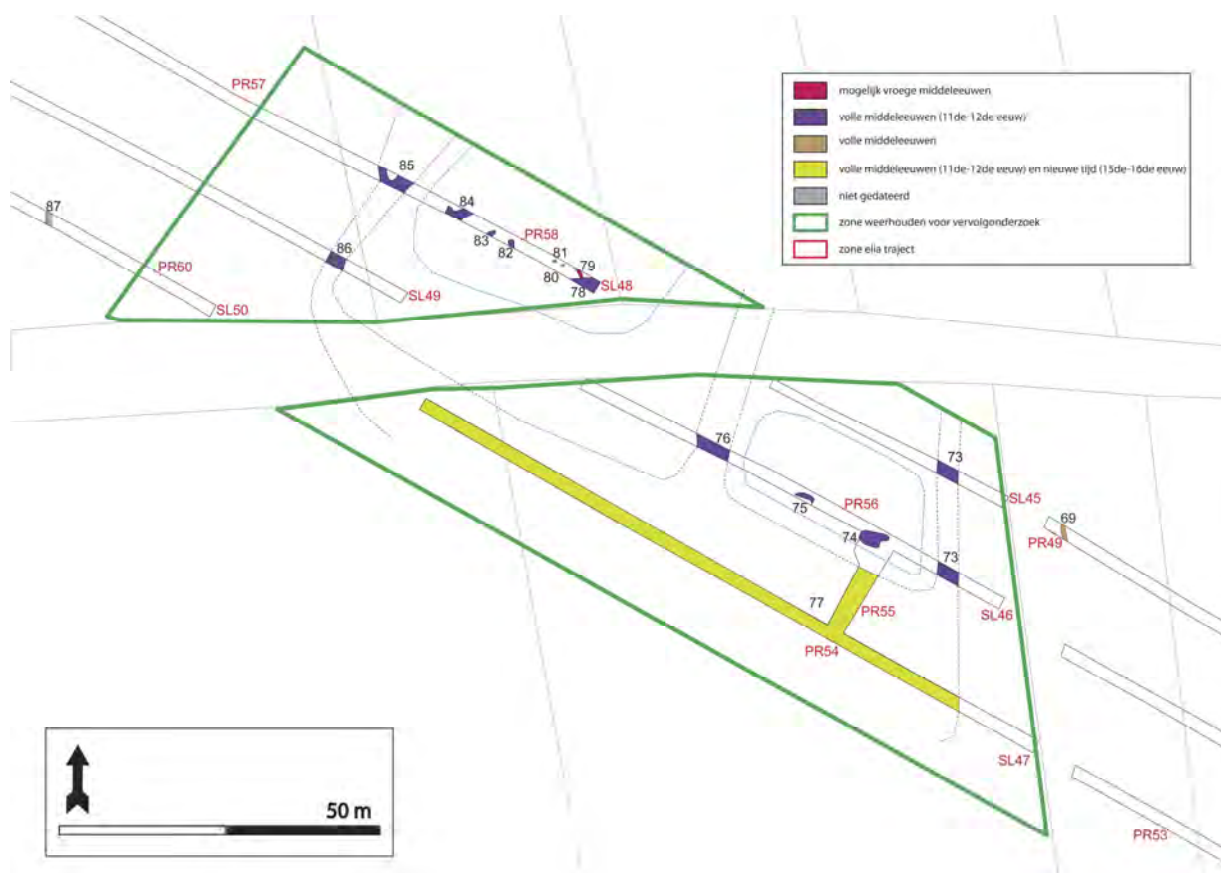 PR57
mogelijk vroege middeleeuwen
volle middeleeuwen (11de-12de eeuw)
volle middeleeuwen
volle middeleeuwen (11de-12de eeuw) en nieuwe tijd (15de-16de eeuw)
niet gedateerd
zone weerhouden voor vervolgonderzoek
zone elia traject
85
84
87
83
PR58
82
86
81
79
80
78
SL48
PR60
SL49
SL50
76
73
SL45
75
PR56
69
74
PR49
73
77
PR55
SL46
PR54
SL47
50 m
PR53